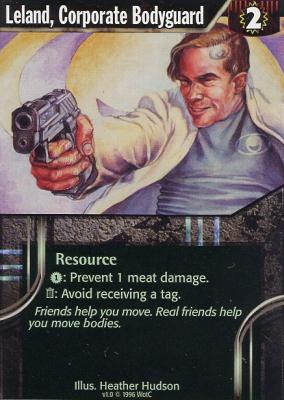 Leland, Corporate Bodyguard
2
Resource
1: Prevent 1 meat damage.
: Avoid receiving a tag.
Friends help you move. Real friends help
you move bodies.
Illus. Heather Hudson
v1.0 © 1996 WotC